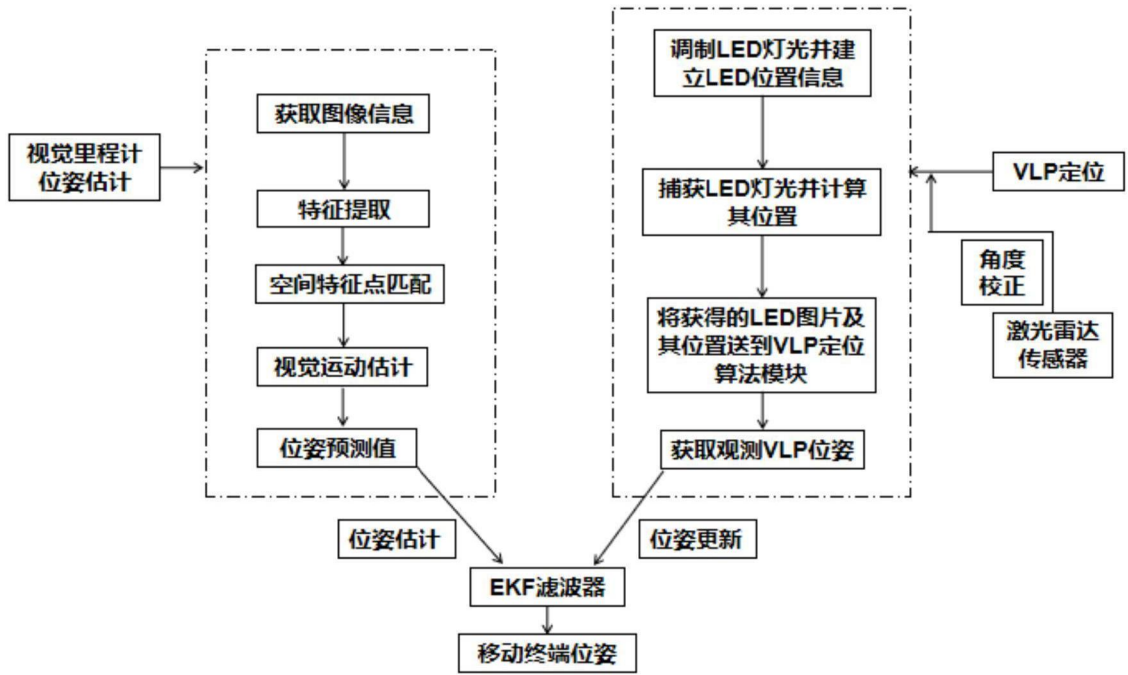 视觉里程计
位姿估计
获取图像信息
特征提取
空间特征点匹配
视觉运动估计
位姿预测值
调制LED灯光井建
立LED位置信息
捕获LED灯光井计算
其位置
将获得的LED图片及
其位置送到VLP定位
算法模块
获取观测VLP位姿
VLP定位
角度
校正
激光雷达
传感器
位姿估计
位姿更新
EKF滤波器
移动终端位姿